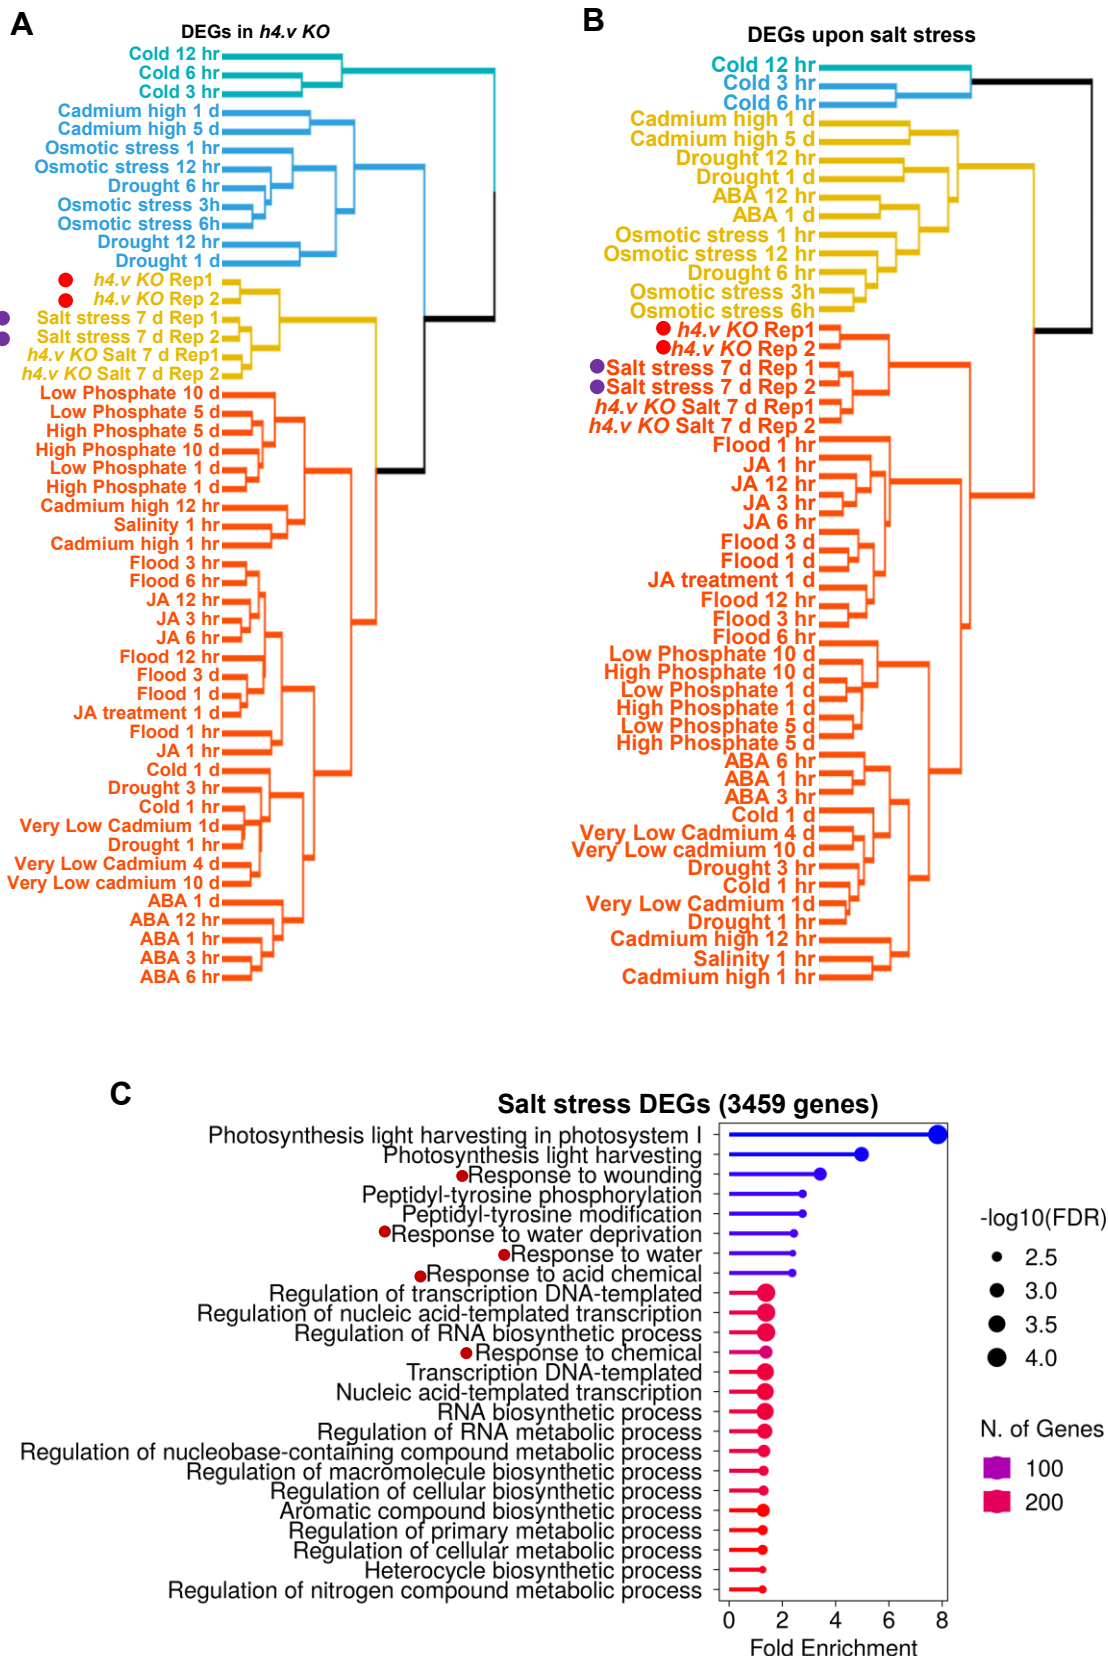 A
DEGs in h4.v KO
Cold 12 hr
Cold 6 hr
Cold 3 hr
Cadmium high 1 d
Cadmium high 5 d
Osmotic stress 1 hr
Osmotic stress 12 hr
Drought 6 hr
Osmotic stress 3h
Osmotic stress 6h
Drought 12 hr
Drought 1 d
h4.v KO Rep1
h4.v KO Rep 2
Salt stress 7 d Rep 1
Salt stress 7 d Rep 2
h4.v KO Salt 7 d Rep1
h4.v KO Salt 7 d Rep 2
Low Phosphate 10 d
Low Phosphate 5 d
High Phosphate 5 d
High Phosphate 10 d
Low Phosphate 1 d
High Phosphate 1 d
Cadmium high 12 hr
Salinity 1 hr
Cadmium high 1 hr
Flood 3 hr
Flood 6 hr
JA 12 hr
JA 3 hr
JA 6 hr
Flood 12 hr
Flood 3 d
Flood 1 d
JA treatment 1 d
Flood 1 hr
JA 1 hr
Cold 1 d
Drought 3 hr
Cold 1 hr
Very Low Cadmium 1d
Drought 1 hr
Very Low Cadmium 4 d
Very Low cadmium 10 d
ABA 1 d
ABA 12 hr
ABA 1 hr
ABA 3 hr
ABA 6 hr
B
DEGs upon salt stress
Cold 12 hr
Cold 3 hr
Cold 6 hr
Cadmium high 1 d
Cadmium high 5 d
Drought 12 hr
Drought 1 d
ABA 12 hr
ABA 1 d
Osmotic stress 1 hr
Osmotic stress 12 hr
Drought 6 hr
Osmotic stress 3h
Osmotic stress 6h
h4.v KO Rep1
h4.v KO Rep 2
Salt stress 7 d Rep 1
Salt stress 7 d Rep 2
h4.v KO Salt 7 d Rep1
h4.v KO Salt 7 d Rep 2
Flood 1 hr
JA 1 hr
JA 12 hr
JA 3 hr
JA 6 hr
Flood 3 d
Flood 1 d
JA treatment 1 d
Flood 12 hr
Flood 3 hr
Flood 6 hr
Low Phosphate 10 d
High Phosphate 10 d
Low Phosphate 1 d
High Phosphate 1 d
Low Phosphate 5 d
High Phosphate 5 d
ABA 6 hr
ABA 1 hr
ABA 3 hr
Cold 1 d
Very Low Cadmium 4 d
Very Low cadmium 10 d
Drought 3 hr
Cold 1 hr
Very Low Cadmium 1d
Drought 1 hr
Cadmium high 12 hr
Salinity 1 hr
Cadmium high 1 hr
C
Salt stress DEGs (3459 genes)
Photosynthesis light harvesting in photosystem I
Photosynthesis light harvesting
Response to wounding
Peptidyl-tyrosine phosphorylation
Peptidyl-tyrosine modification
Response to water deprivation
Response to water
Response to acid chemical
Regulation of transcription DNA-templated
Regulation of nucleic acid-templated transcription
Regulation of RNA biosynthetic process
Response to chemical
Transcription DNA-templated
Nucleic acid-templated transcription
RNA biosynthetic process
Regulation of RNA metabolic process
Regulation of nucleobase-containing compound metabolic process
Regulation of macromolecule biosynthetic process
Regulation of cellular biosynthetic process
Aromatic compound biosynthetic process
Regulation of primary metabolic process
Regulation of cellular metabolic process
Heterocycle biosynthetic process
Regulation of nitrogen compound metabolic process
0 2 4 6 8
Fold Enrichment
-log10(FDR)
2.5
3.0
3.5
4.0
N. of Genes
100
200